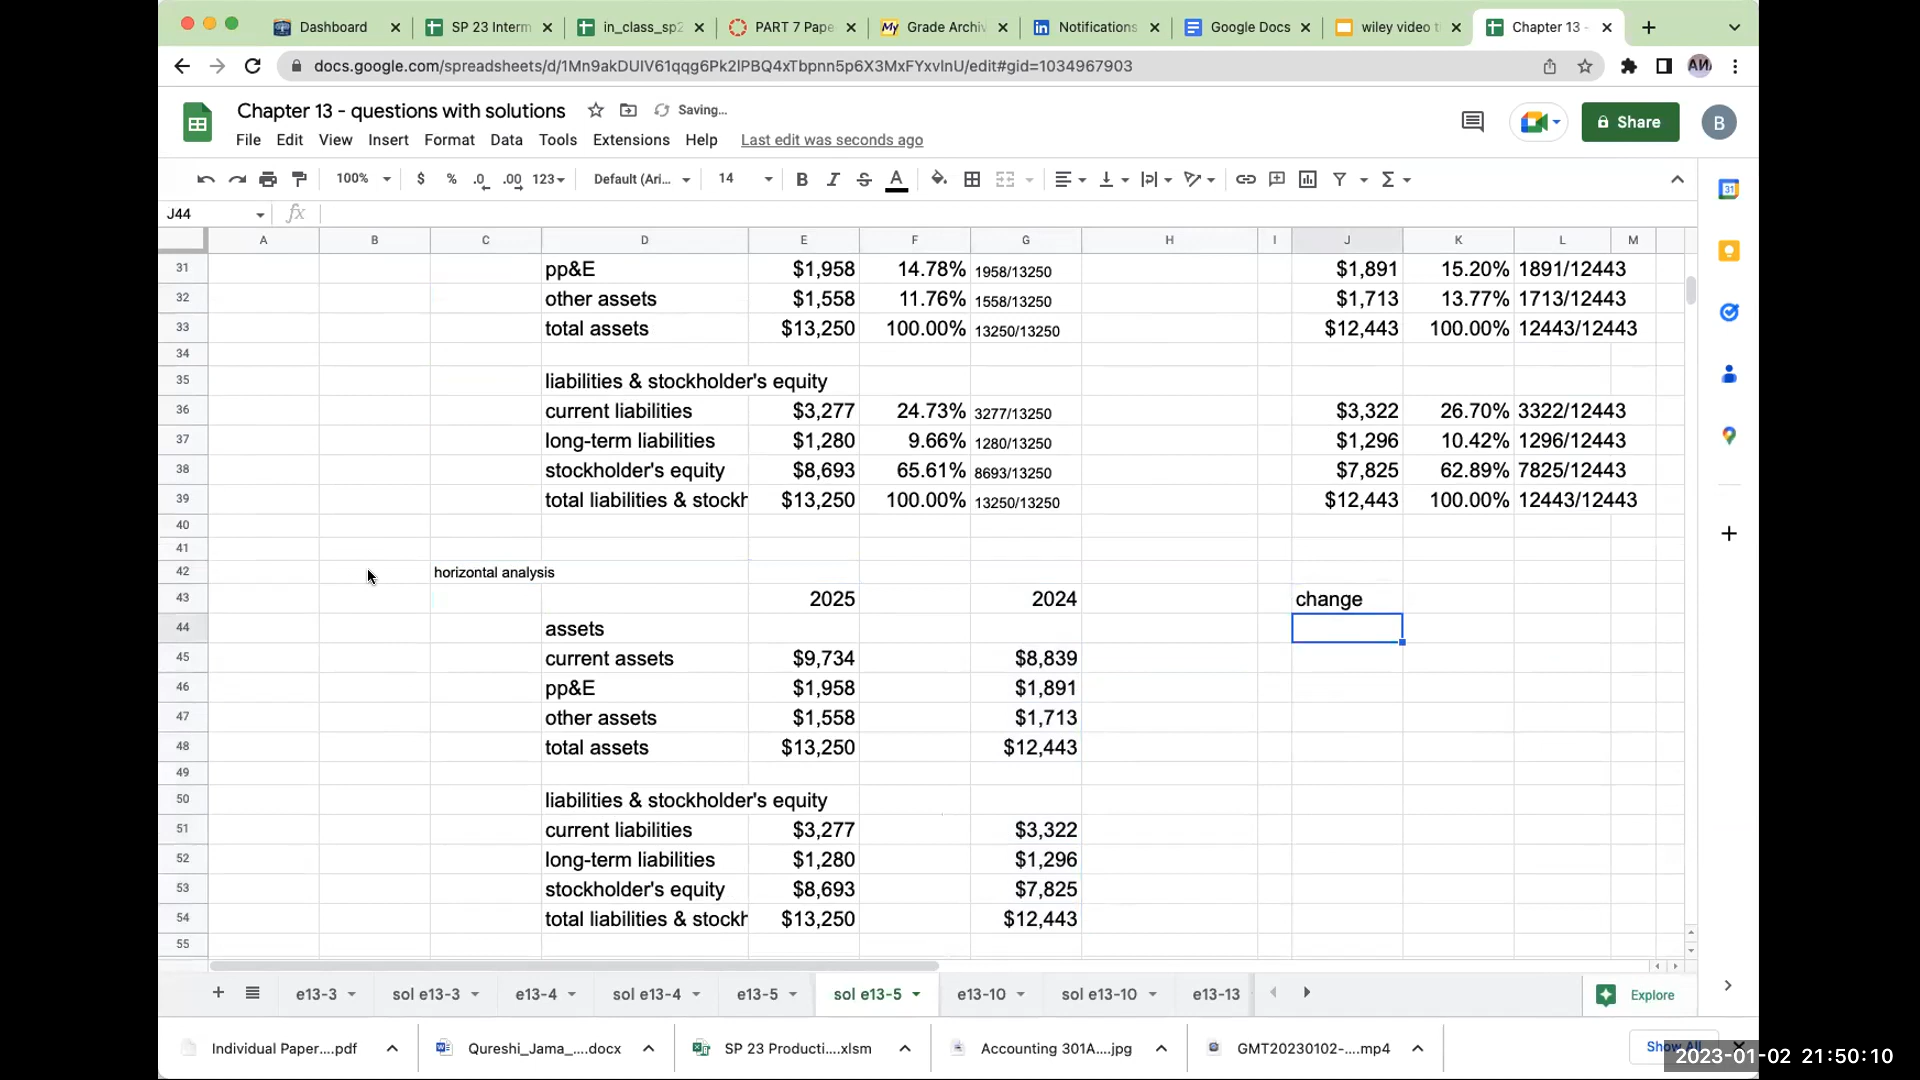 Dashboard
SP 23 Interm
in_class_sp2
PART 7 Pape
My Grade Archiv
in Notifications
Google Docs
wiley video t
Chapter 13 -
docs.google.com/spreadsheets/d/1Mn9akDUIV61qqg6Pk2IPBQ4xTbpnn5p6X3MxFYxvlnU/edit#gid=1034967903
Chapter 13 - questions with solutions Saving...
File Edit View Insert Format Data Tools Extensions Help Last edit was seconds ago
Share
B
100% $ % .0 .00 123 Default (Ari... 14 B I S A Σ
31
J44 fx
A B C D E F G H I J K L M
31 pp&E $1,958 14.78% 1958/13250 $1,891 15.20% 1891/12443
32 other assets $1,558 11.76% 1558/13250 $1,713 13.77% 1713/12443
33 total assets $13,250 100.00% 13250/13250 $12,443 100.00% 12443/12443
34
35 liabilities & stockholder's equity
36 current liabilities $3,277 24.73% 3277/13250 $3,322 26.70% 3322/12443
37 long-term liabilities $1,280 9.66% 1280/13250 $1,296 10.42% 1296/12443
38 stockholder's equity $8,693 65.61% 8693/13250 $7,825 62.89% 7825/12443
39 total liabilities & stockh $13,250 100.00% 13250/13250 $12,443 100.00% 12443/12443
40
41
42 horizontal analysis
43 2025 2024 change
44 assets
45 current assets $9,734 $8,839
46 pp&E $1,958 $1,891
47 other assets $1,558 $1,713
48 total assets $13,250 $12,443
49
50 liabilities & stockholder's equity
51 current liabilities $3,277 $3,322
52 long-term liabilities $1,280 $1,296
53 stockholder's equity $8,693 $7,825
54 total liabilities & stockh $13,250 $12,443
55
e13-3 sol e13-3 e13-4 sol e13-4 e13-5 sol e13-5 e13-10 sol e13-10 e13-13
Explore
Individual Paper....pdf
Qureshi_Jama_....docx
SP 23 Producti....xlsm
Accounting 301A....jpg
GMT20230102-....mp4
Show All
2023-01-02 21:50:10